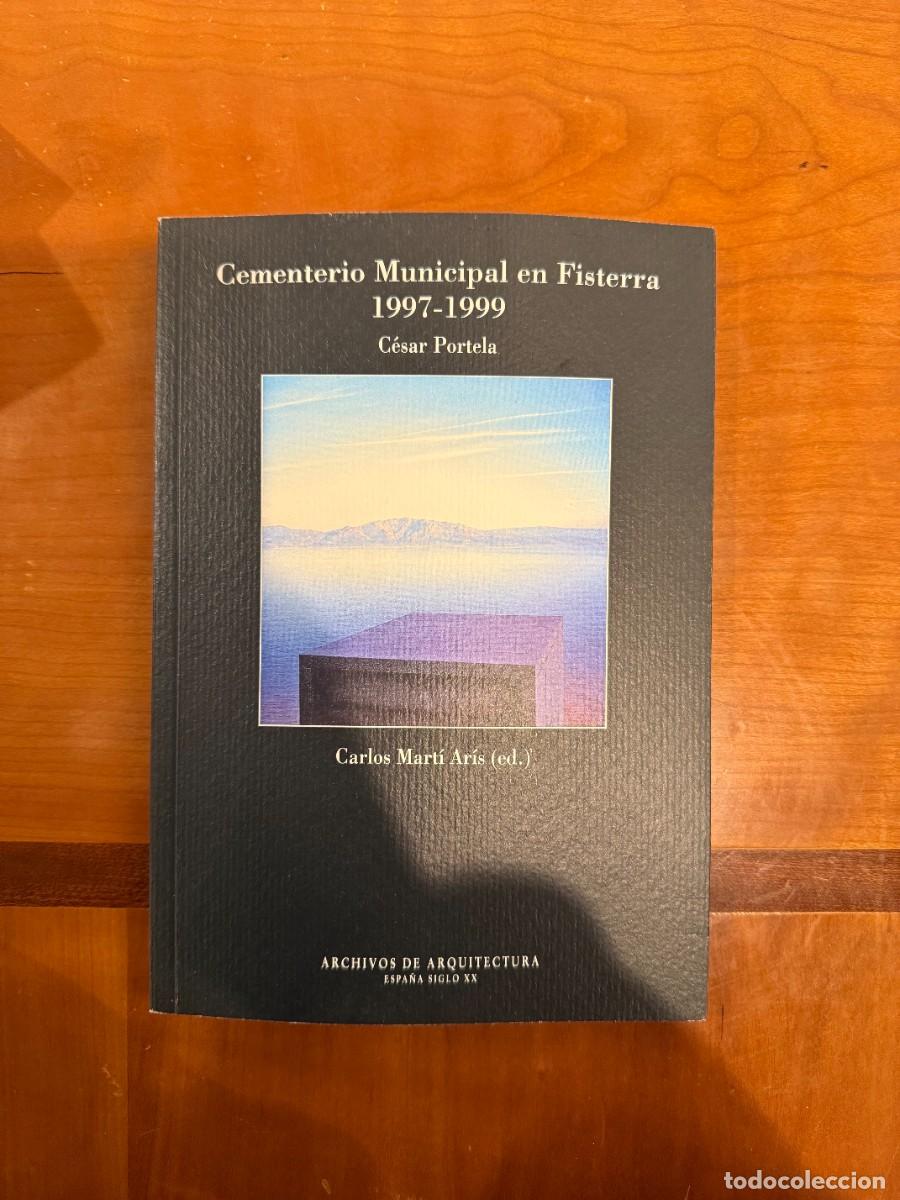 Cementerio Municipal en Fisterra
1997-1999
César Portela
Carlos Martí Arís (ed.)
ARCHIVOS DE ARQUITECTURA
ESPAÑA SIGLO XX
todocoleccion